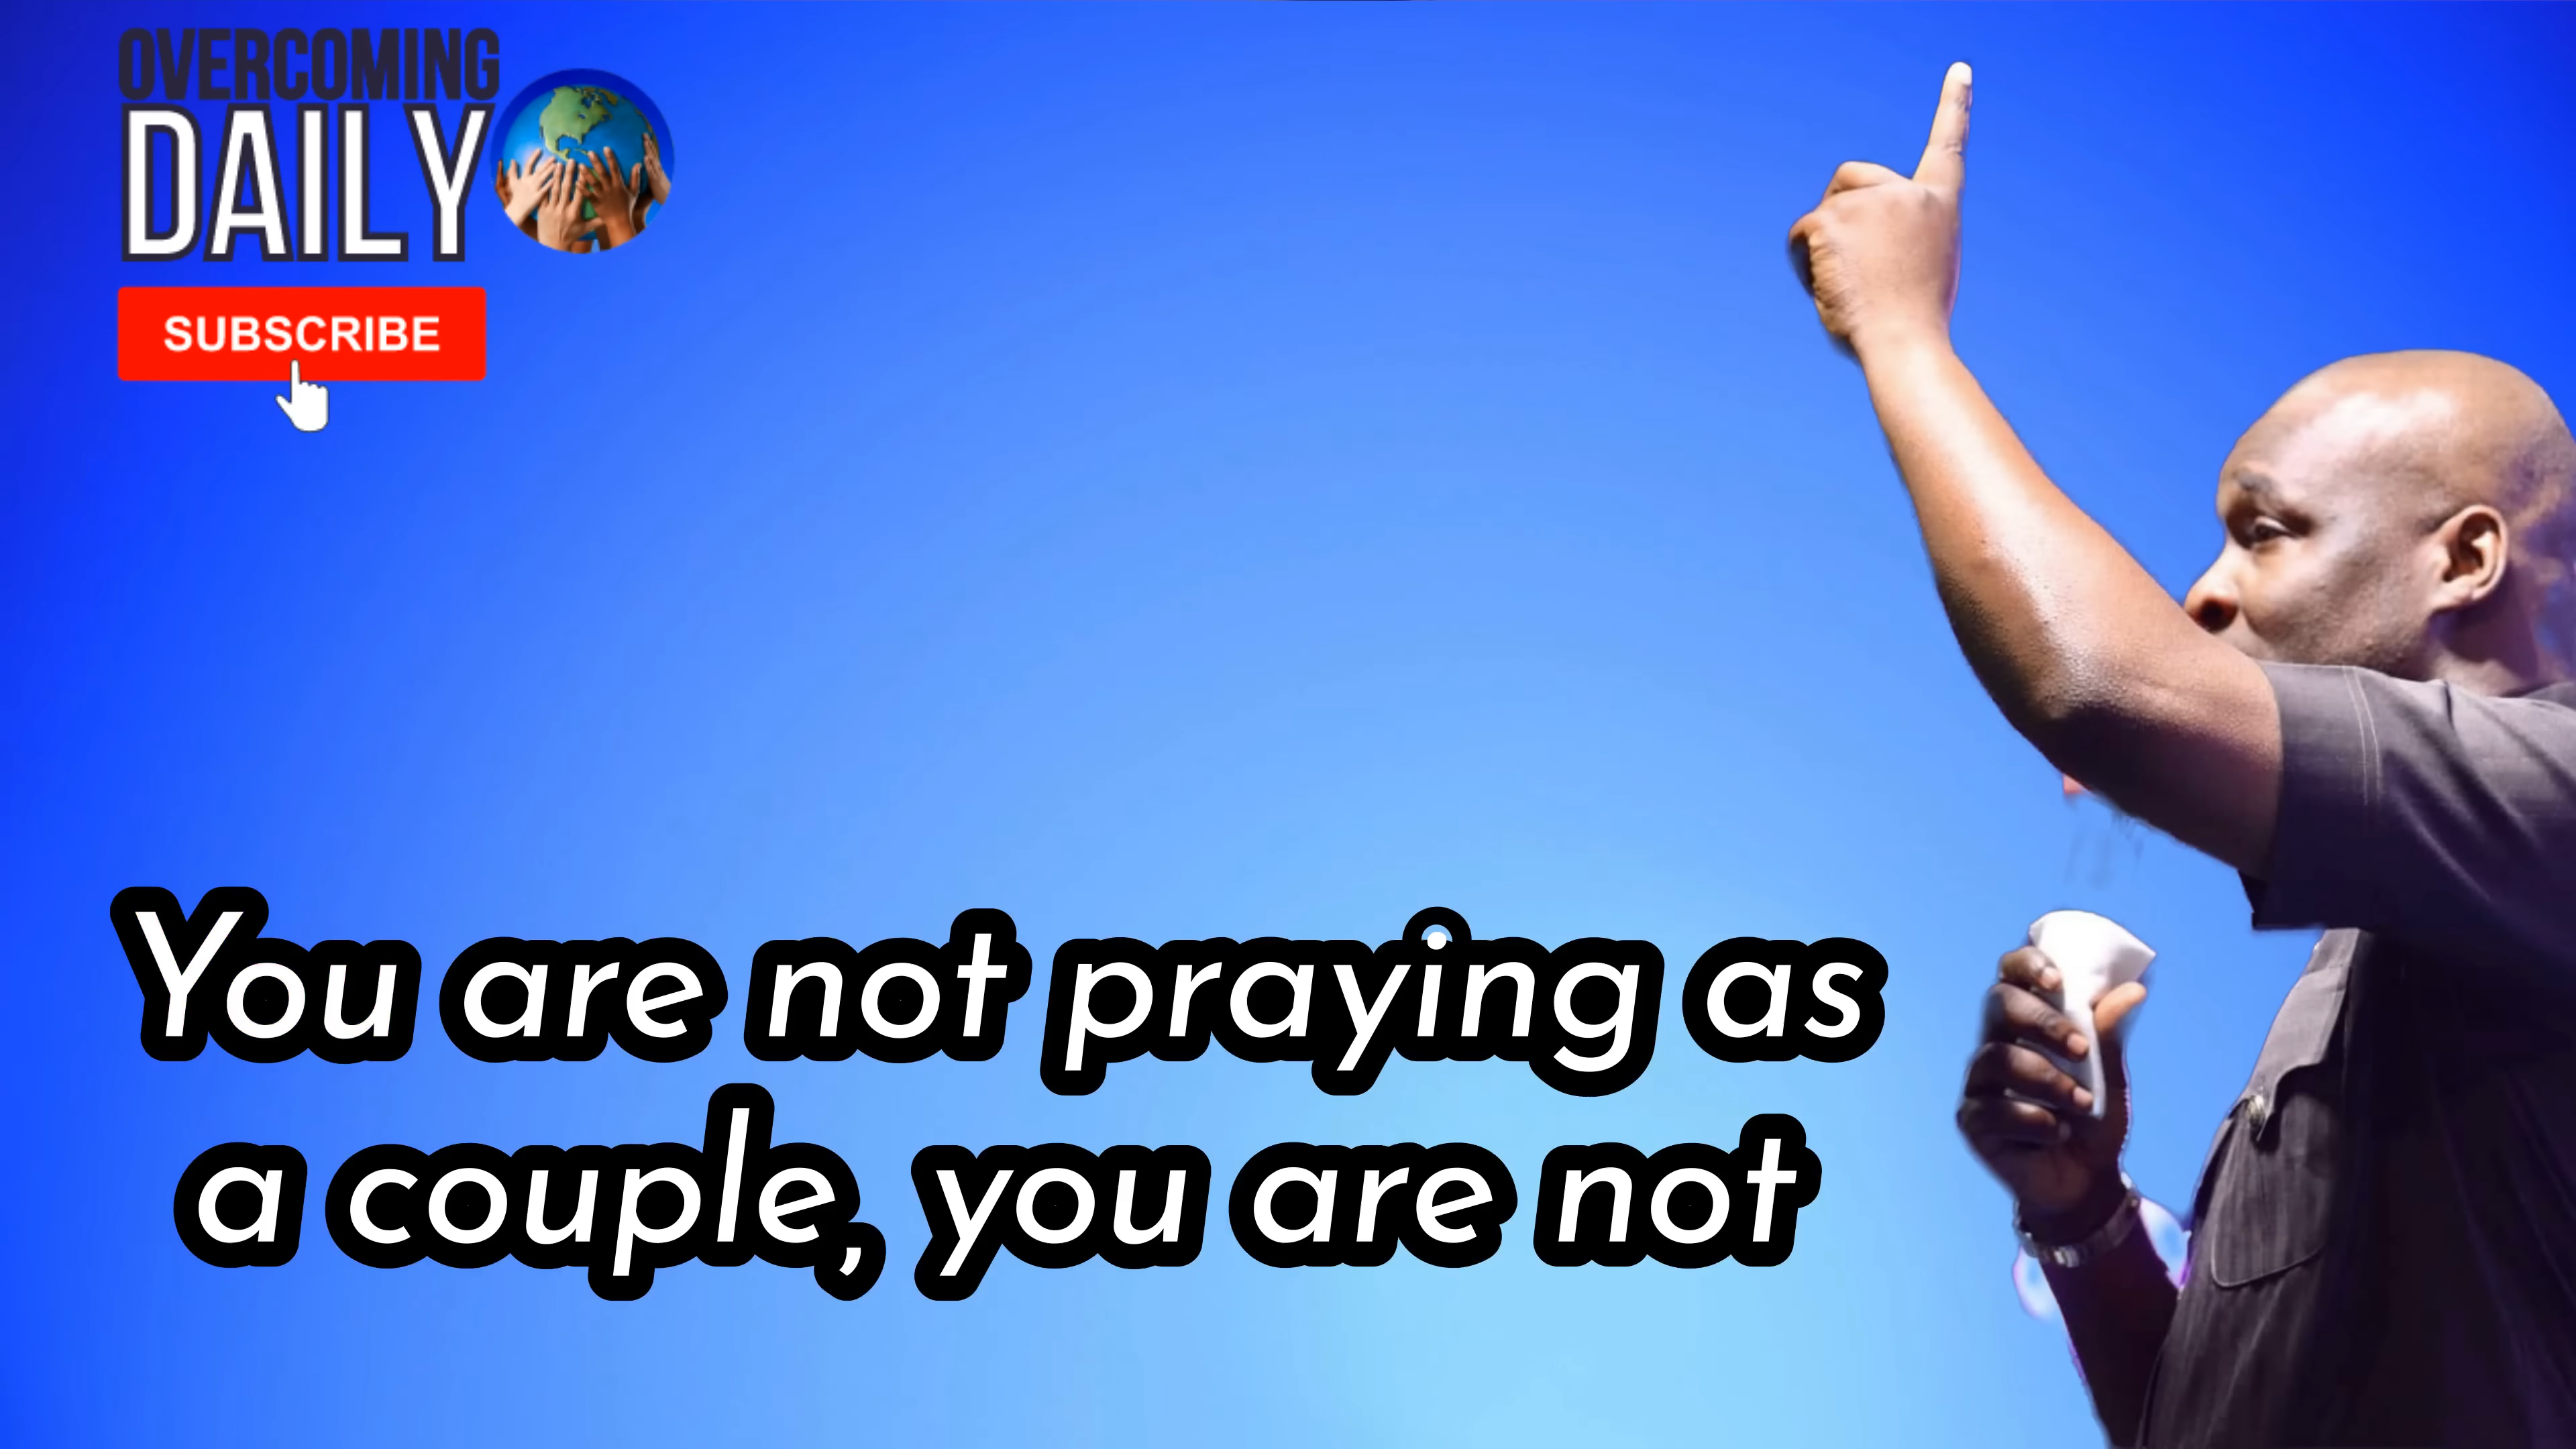 OVERCOMING
DAILY
SUBSCRIBE
You are not praying as
a couple, you are not